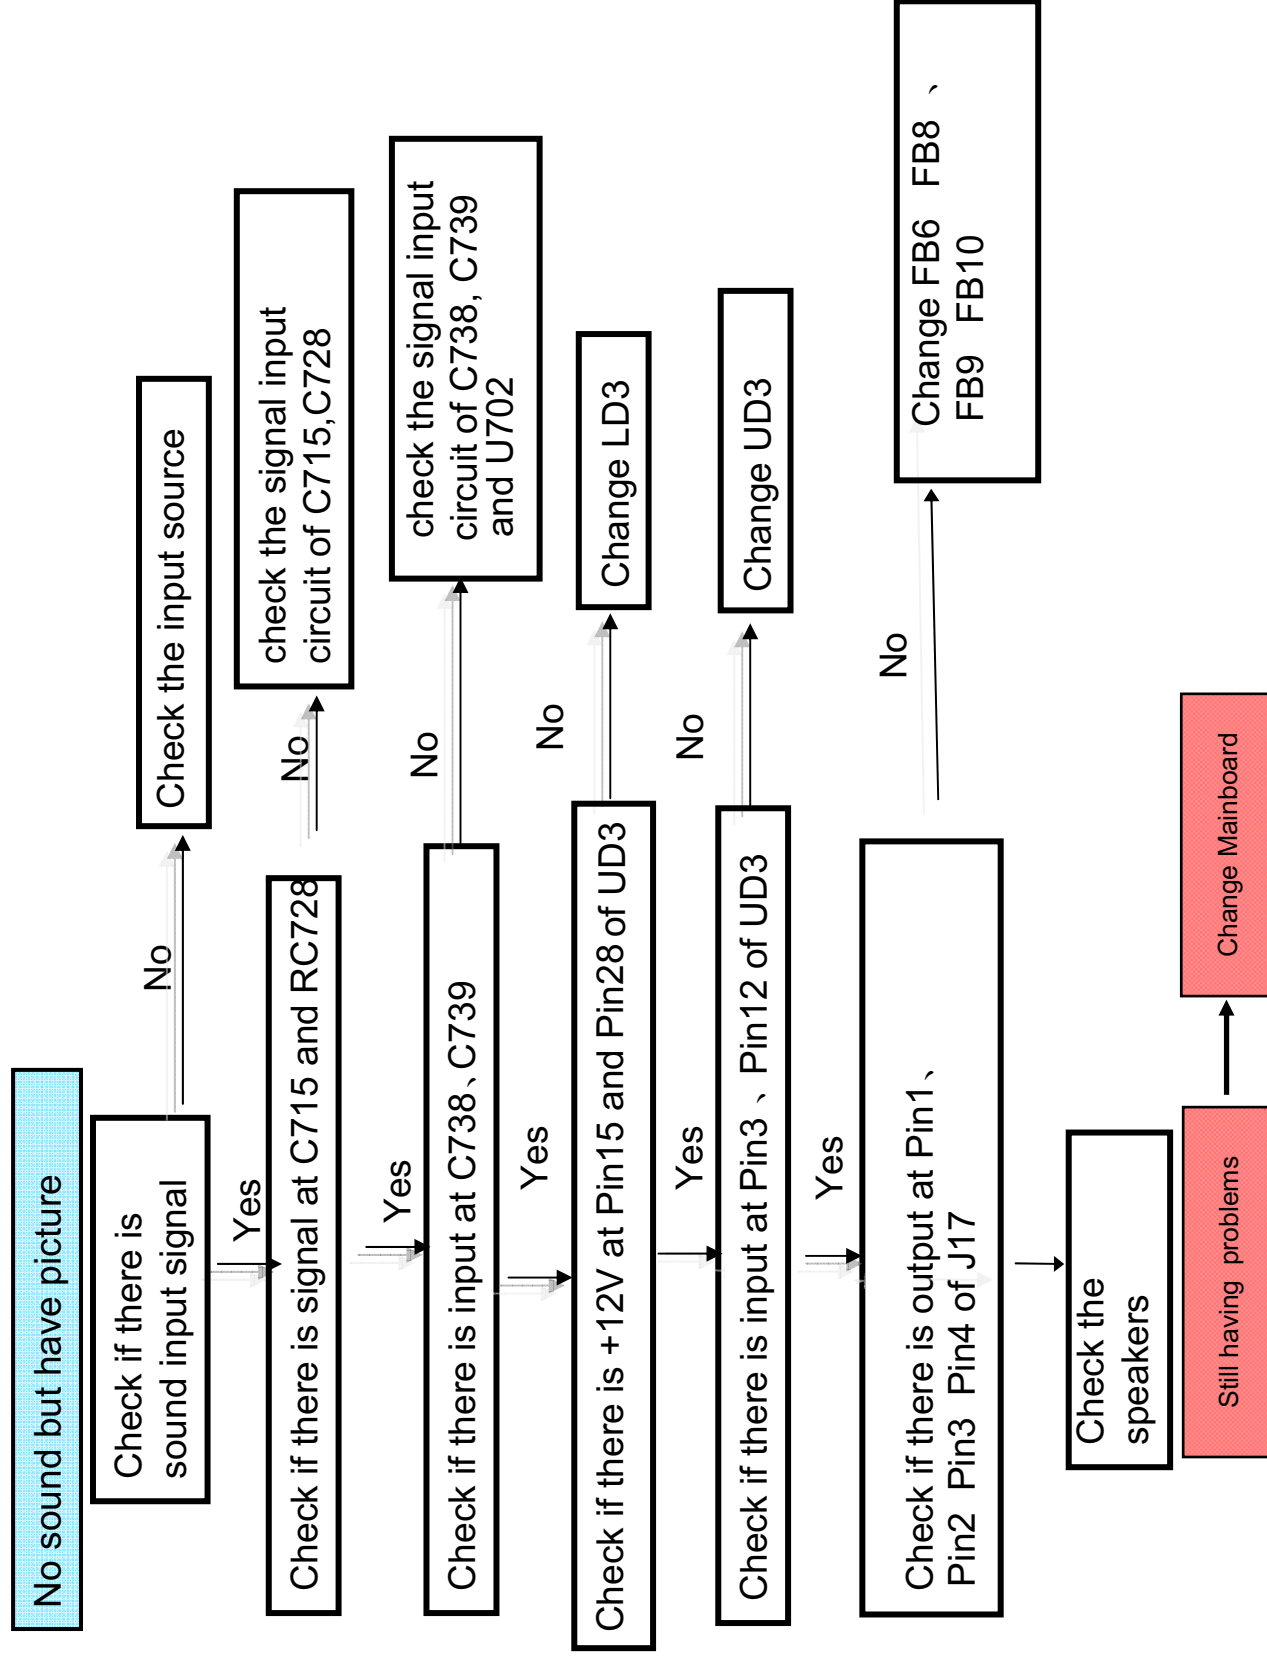 No sound but have picture
Check if there is
sound input signal
No
Check the input source
Yes
Check if there is signal at C715 and RC728
No
check the signal input
circuit of C715,C728
Yes
Check if there is input at C738、C739
No
check the signal input
circuit of C738, C739
and U702
Yes
Check if there is +12V at Pin15 and Pin28 of UD3
No
Change LD3
Yes
Check if there is input at Pin3 、Pin12 of UD3
No
Change UD3
Yes
Check if there is output at Pin1、
Pin2 Pin3 Pin4 of J17
No
Change FB6 FB8 、
FB9 FB10
Check the
speakers
Still having problems
Change Mainboard